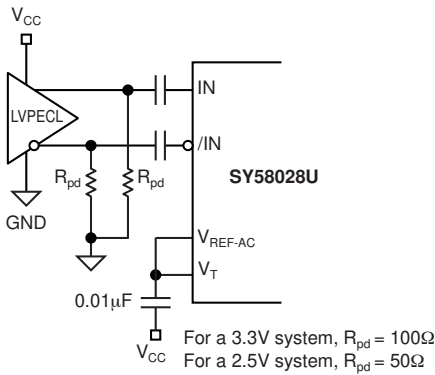 V_CC
IN
LVPECL
/IN
R_pd R_pd
SY58028U
GND
V_REF-AC
V_T
0.01μF
V_CC
For a 3.3V system, R_pd = 100Ω
For a 2.5V system, R_pd = 50Ω